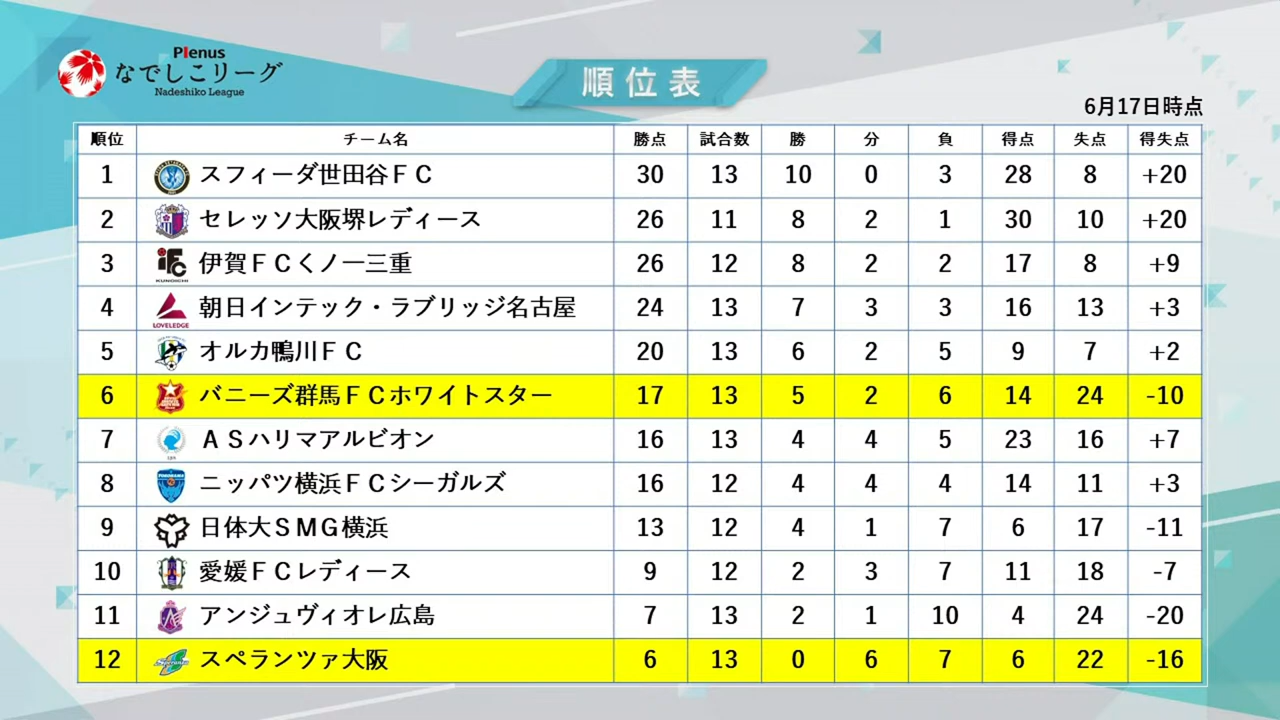 Plenus
なでしこリーグ
Nadeshiko League
順位表
6月17日時点
順位 チーム名 勝点 試合数 勝 分 負 得点 失点 得失点
1 スフィーダ世田谷ＦＣ 30 13 10 0 3 28 8 +20
2 セレッソ大阪堺レディース 26 11 8 2 1 30 10 +20
3 伊賀ＦＣくノ一三重 26 12 8 2 2 17 8 +9
4 朝日インテック・ラブリッジ名古屋 24 13 7 3 3 16 13 +3
5 オルカ鴨川ＦＣ 20 13 6 2 5 9 7 +2
6 バニーズ群馬ＦＣホワイトスター 17 13 5 2 6 14 24 -10
7 ＡＳハリマアルビオン 16 13 4 4 5 23 16 +7
8 ニッパツ横浜ＦＣシーガルズ 16 12 4 4 4 14 11 +3
9 日体大ＳＭＧ横浜 13 12 4 1 7 6 17 -11
10 愛媛ＦＣレディース 9 12 2 3 7 11 18 -7
11 アンジュヴィオレ広島 7 13 2 1 10 4 24 -20
12 スペランツァ大阪 6 13 0 6 7 6 22 -16
iFC
KUNOICHI
LOVELEDGE